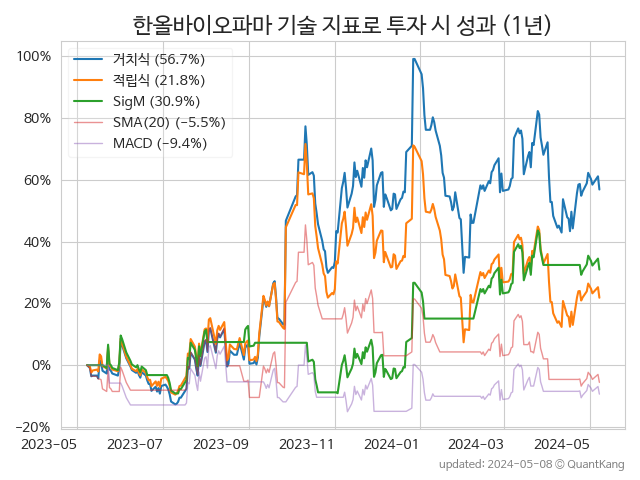 한올바이오파마 기술 지표로 투자 시 성과 (1년)
100%
80%
60%
40%
20%
0%
−20%
거치식 (56.7%)
적립식 (21.8%)
SigM (30.9%)
SMA(20) (−5.5%)
MACD (−9.4%)
2023-05
2023-07
2023-09
2023-11
2024-01
2024-03
2024-05
updated: 2024-05-08 © QuantKang